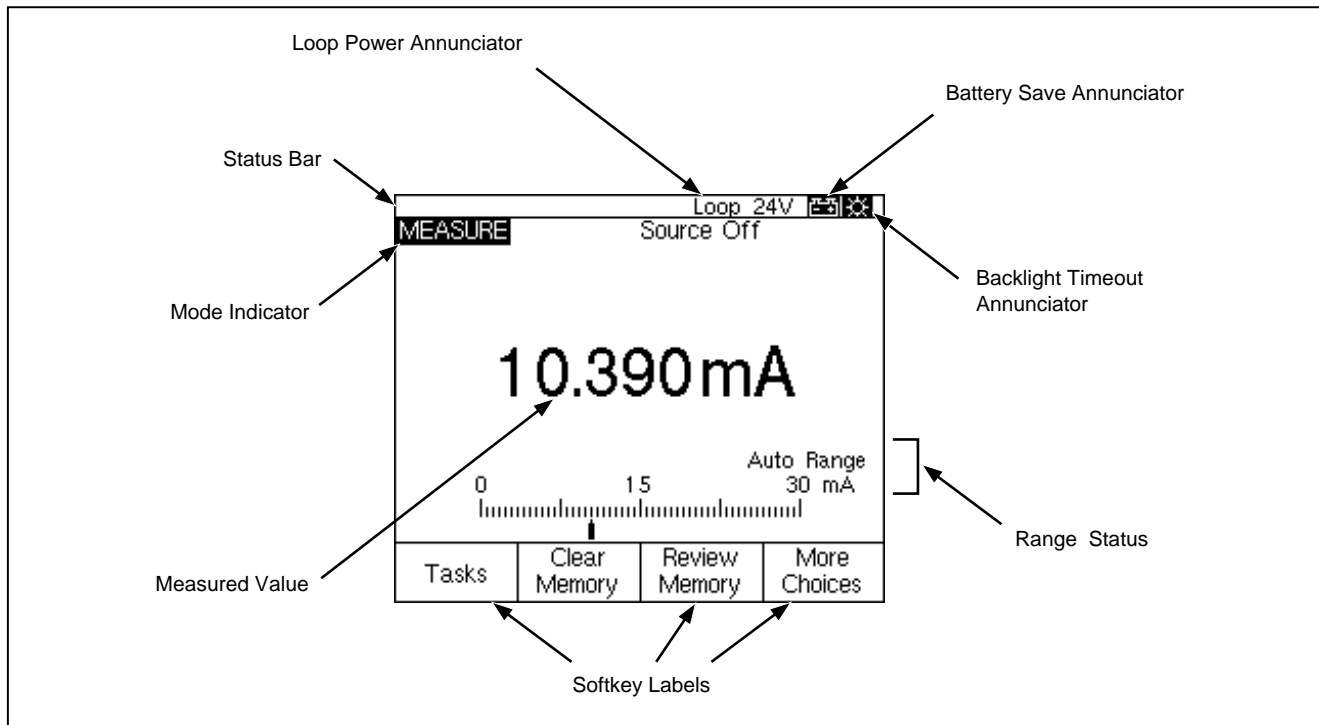 Loop Power Annunciator
Battery Save Annunciator
Status Bar
Loop 24V
MEASURE
Source Off
Backlight Timeout
Annunciator
Mode Indicator
10.390 mA
Auto Range
0 15 30 mA
Range Status
Tasks
Clear
Memory
Review
Memory
More
Choices
Measured Value
Softkey Labels